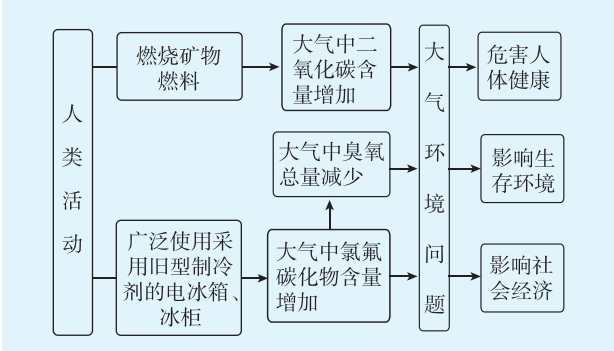 人类活动
燃烧矿物
燃料
大气中二
氧化碳含
量增加
大气中臭氧
总量减少
广泛使用采
用旧型制冷
剂的电冰箱、
冰柜
大气中氯氟
碳化物含量
增加
大气环境问题
危害人
体健康
影响生
存环境
影响社
会经济